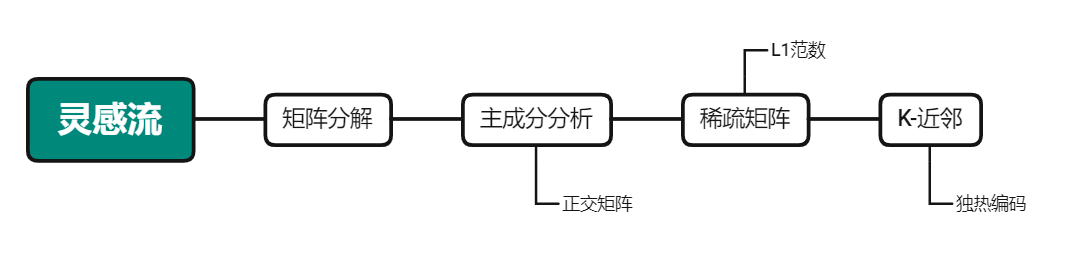 灵感流
矩阵分解
主成分分析
正交矩阵
稀疏矩阵
L1范数
K-近邻
独热编码